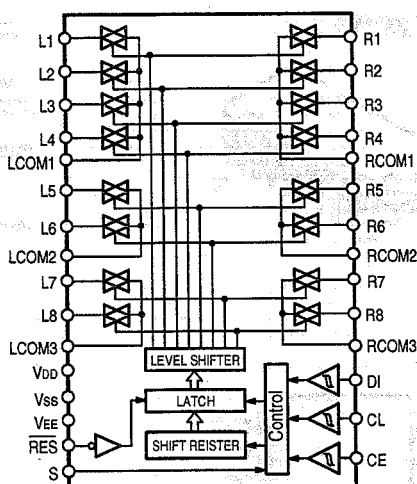 L1
R1
L2
R2
L3
R3
L4
R4
LCOM1
RCOM1
L5
R5
L6
R6
LCOM2
RCOM2
L7
R7
L8
R8
LCOM3
RCOM3
LEVEL SHIFTER
VDD
DI
VSS
LATCH
Control
CL
VEE
RES
SHIFT REISTER
CE
S